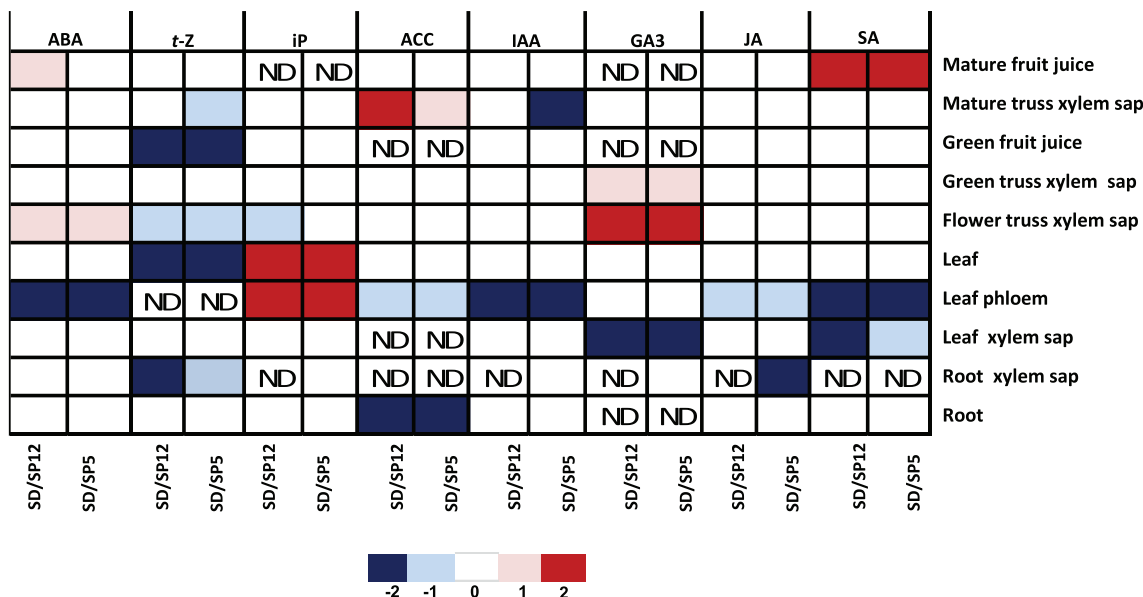 ABA t-Z iP ACC IAA GA3 JA SA
ND ND ND ND Mature fruit juice
Mature truss xylem sap
ND ND ND ND Green fruit juice
Green truss xylem sap
Flower truss xylem sap
Leaf
ND ND Leaf phloem
ND ND Leaf xylem sap
ND ND ND ND ND ND ND ND Root xylem sap
ND ND Root
SD/SP12 SD/SP5 SD/SP12 SD/SP5 SD/SP12 SD/SP5 SD/SP12 SD/SP5 SD/SP12 SD/SP5 SD/SP12 SD/SP5 SD/SP12 SD/SP5 SD/SP12 SD/SP5
-2 -1 0 1 2